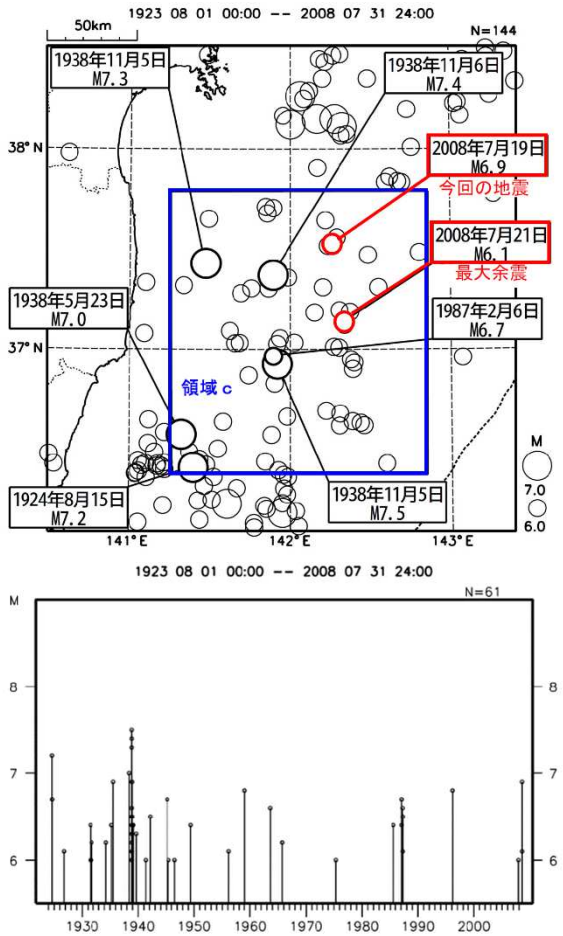 1923 08 01 00:00 -- 2008 07 31 24:00
50km
N=144
1938年11月5日
M7.3
1938年11月6日
M7.4
38°N
2008年7月19日
M6.9
今回の地震
2008年7月21日
M6.1
最大余震
1938年5月23日
M7.0
1987年2月6日
M6.7
37°N
領域c
M
7.0
6.0
1924年8月15日
M7.2
1938年11月5日
M7.5
141°E
142°E
143°E
1923 08 01 00:00 -- 2008 07 31 24:00
M
N=61
8
8
7
7
6
6
1930
1940
1950
1960
1970
1980
1990
2000